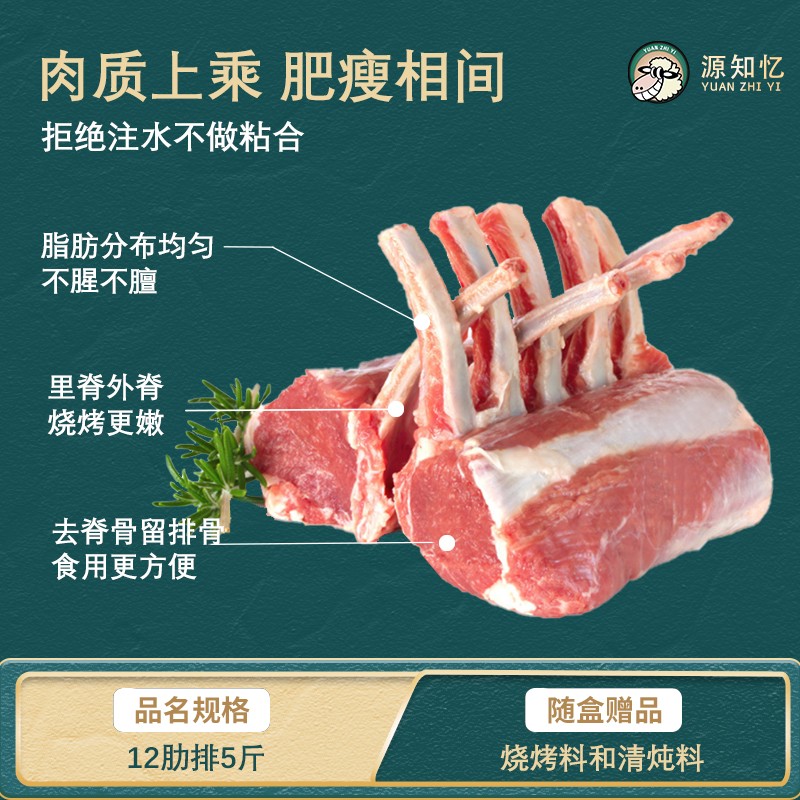 肉质上乘 肥瘦相间
拒绝注水不做粘合
YUAN ZHI YI
源知忆
YUAN ZHI YI
脂肪分布均匀
不腥不膻
里脊外脊
烧烤更嫩
去脊骨留排骨
食用更方便
品名规格
12肋排5斤
随盒赠品
烧烤料和清炖料